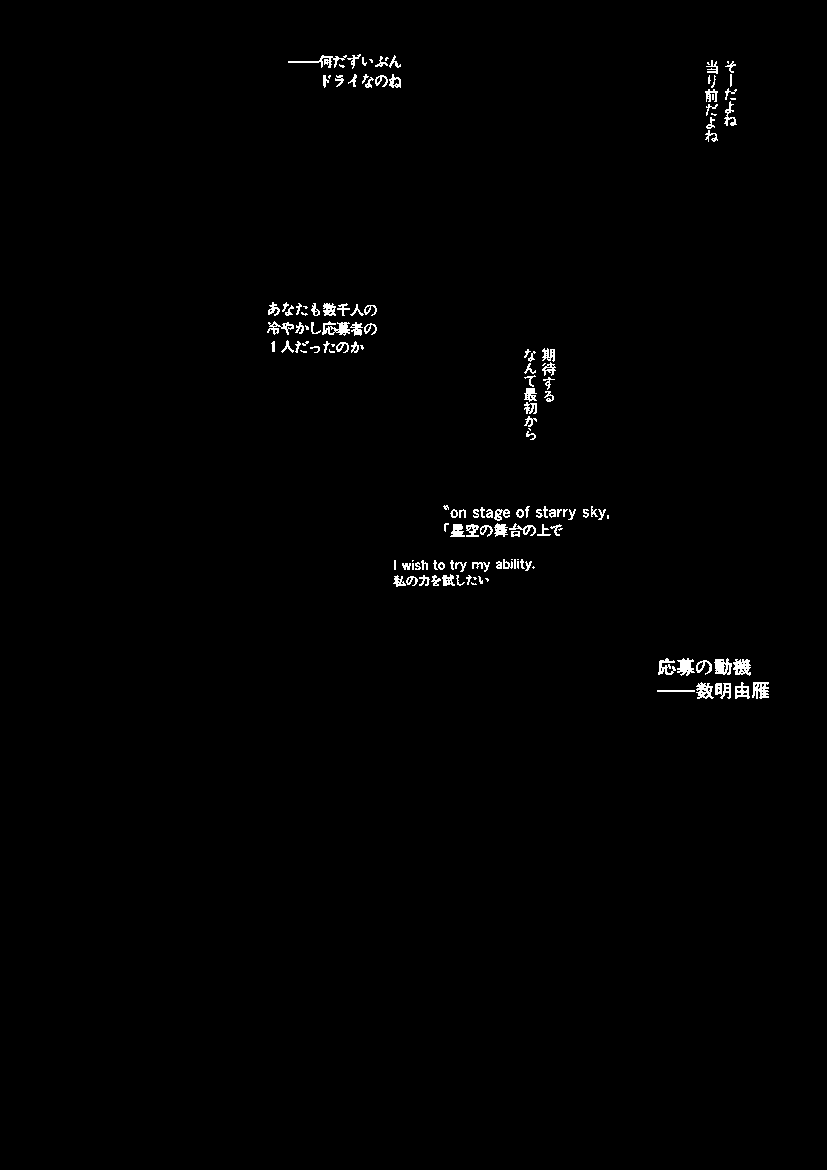 そーだよね
当り前だよね
——何だずいぶん
ドライなのね
期待する
なんて最初から
あなたも数千人の
冷やかし応募者の
1人だったのか
〝on stage of starry sky,
「星空の舞台の上で
I wish to try my ability.
私の力を試したい
応募の動機
——数明由雁